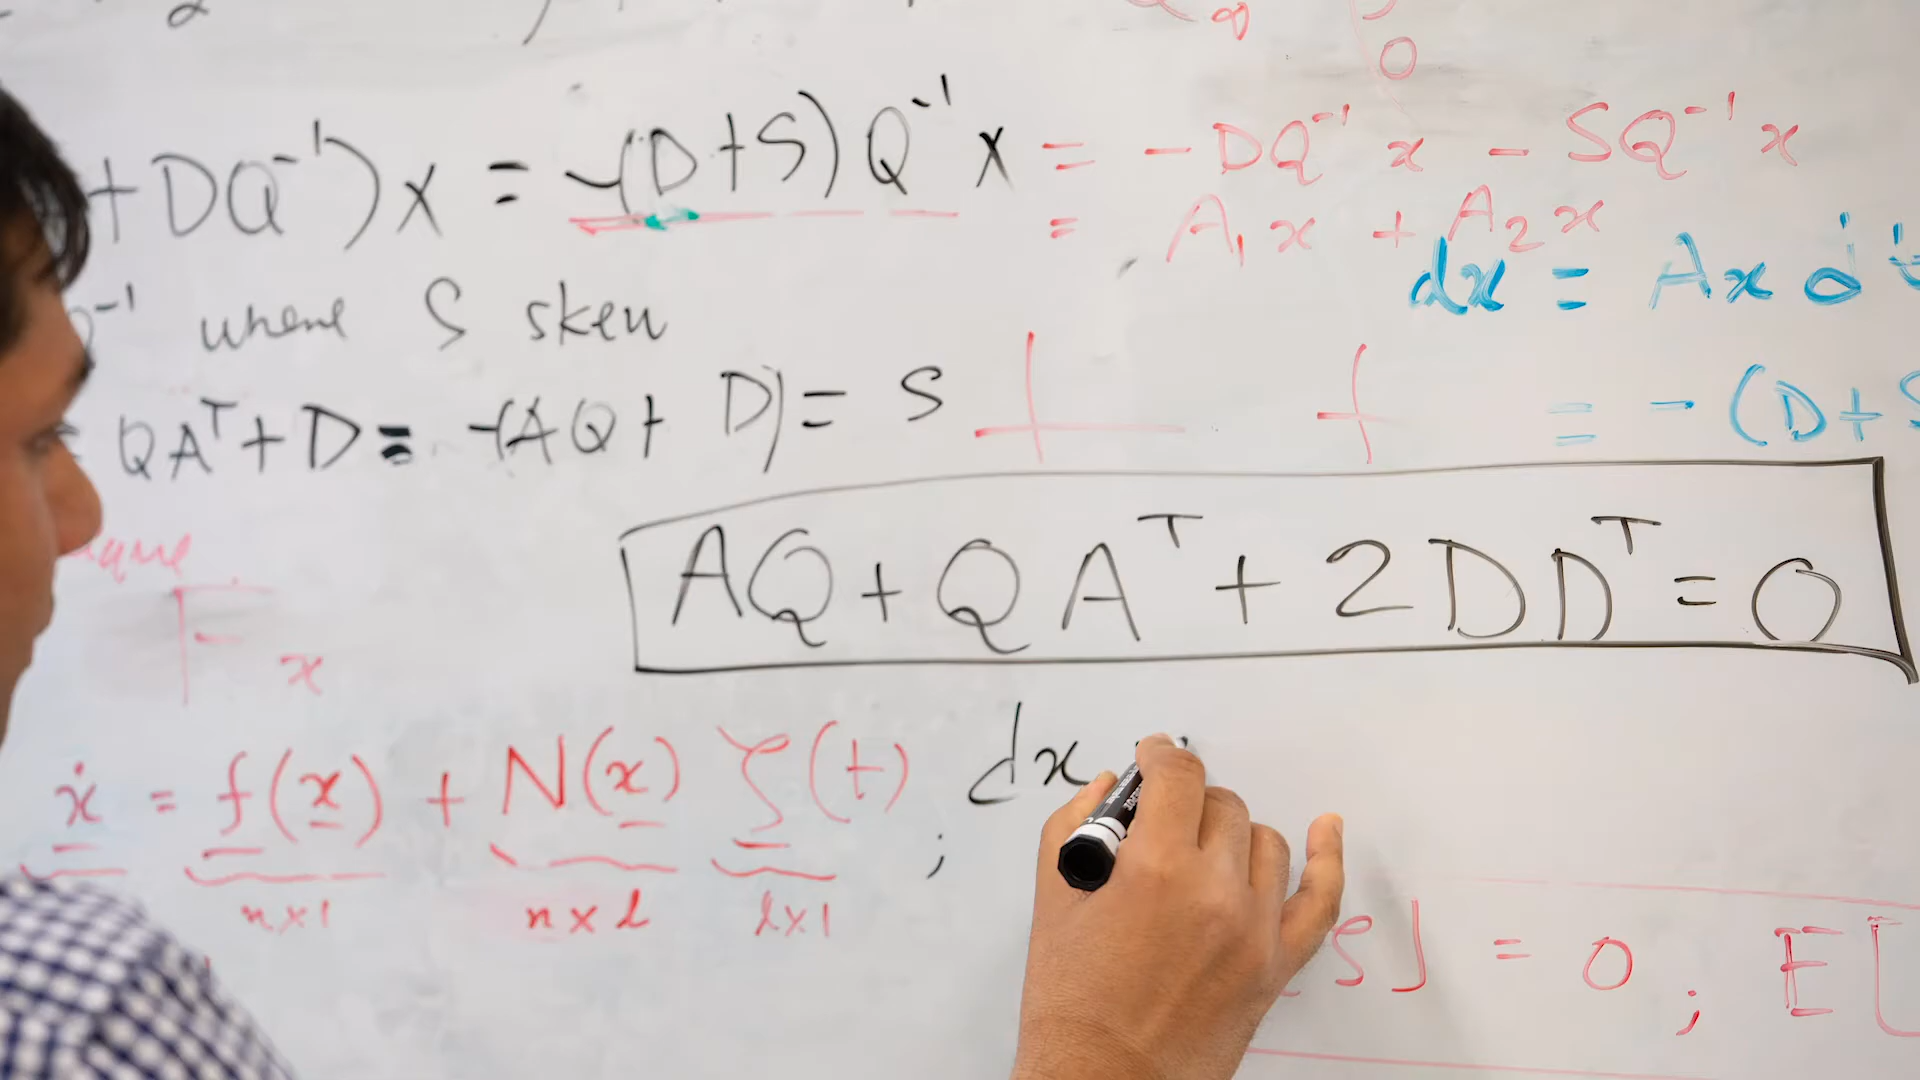 + DQ⁻¹)x = -(D+S)Q⁻¹x = -DQ⁻¹x - SQ⁻¹x
= A₁x + A₂x
dx = Ax d
⁻¹ where S skew
= QAᵀ + D = -(AQ + D) = S
= -(D+S
AQ + QAᵀ + 2DDᵀ = 0
F x
ẋ = f(x) + N(x) ζ(t) ; dx
n×1 n×l l×1
ζ] = 0 ; E[